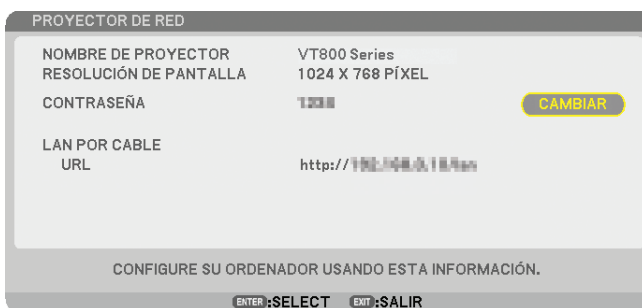 PROYECTOR DE RED
NOMBRE DE PROYECTOR VT800 Series
RESOLUCIÓN DE PANTALLA 1024 X 768 PÍXEL
CONTRASEÑA CAMBIAR
LAN POR CABLE
URL http://
CONFIGURE SU ORDENADOR USANDO ESTA INFORMACIÓN.
ENTER :SELECT EXIT :SALIR